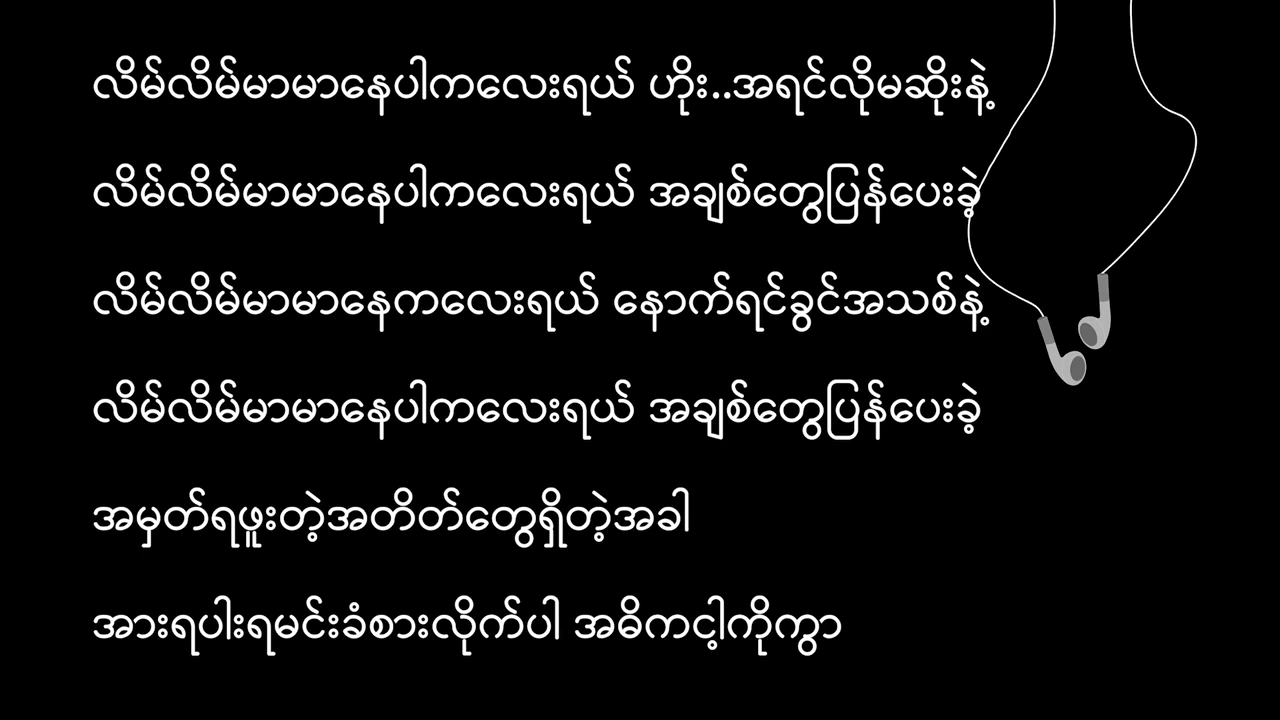 လိမ်လိမ်မာမာနေပါကလေးရယ် ဟိုး..အရင်လိုမဆိုးနဲ့
လိမ်လိမ်မာမာနေပါကလေးရယ် အချစ်တွေပြန်ပေးခဲ့
လိမ်လိမ်မာမာနေကလေးရယ် နောက်ရင်ခွင်အသစ်နဲ့
လိမ်လိမ်မာမာနေပါကလေးရယ် အချစ်တွေပြန်ပေးခဲ့
အမှတ်ရဖူးတဲ့အတိတ်တွေရှိတဲ့အခါ
အားရပါးရမင်းခံစားလိုက်ပါ အဓိကငါ့ကိုကွာ